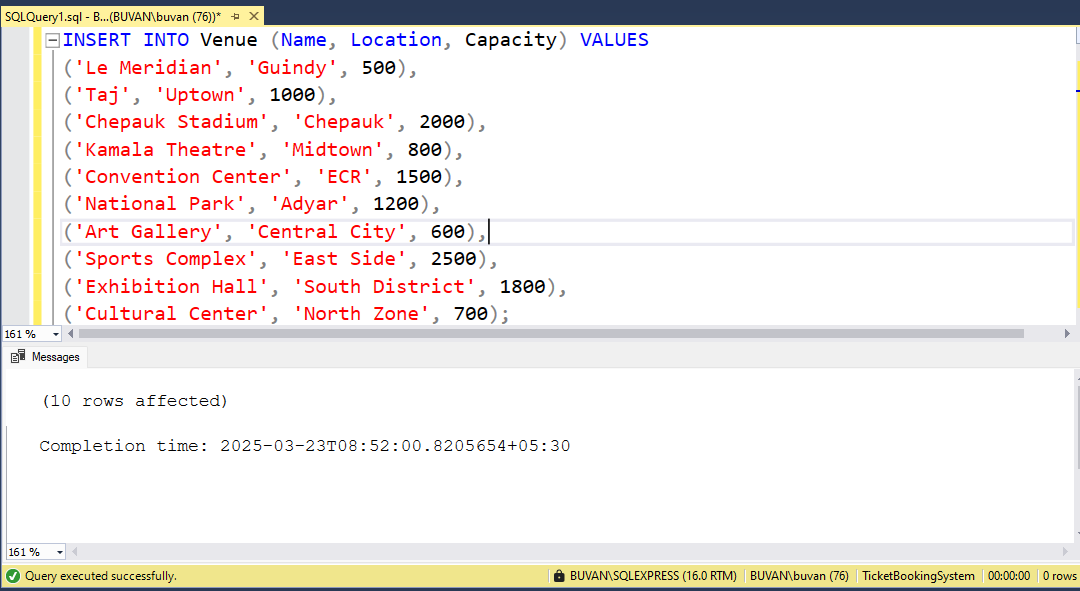 SQLQuery1.sql - B...(BUVAN\buvan (76))*
INSERT INTO Venue (Name, Location, Capacity) VALUES
('Le Meridian', 'Guindy', 500),
('Taj', 'Uptown', 1000),
('Chepauk Stadium', 'Chepauk', 2000),
('Kamala Theatre', 'Midtown', 800),
('Convention Center', 'ECR', 1500),
('National Park', 'Adyar', 1200),
('Art Gallery', 'Central City', 600),
('Sports Complex', 'East Side', 2500),
('Exhibition Hall', 'South District', 1800),
('Cultural Center', 'North Zone', 700);
161 %
Messages
(10 rows affected)
Completion time: 2025-03-23T08:52:00.8205654+05:30
161 %
Query executed successfully. BUVAN\SQLEXPRESS (16.0 RTM) BUVAN\buvan (76) TicketBookingSystem 00:00:00 0 rows